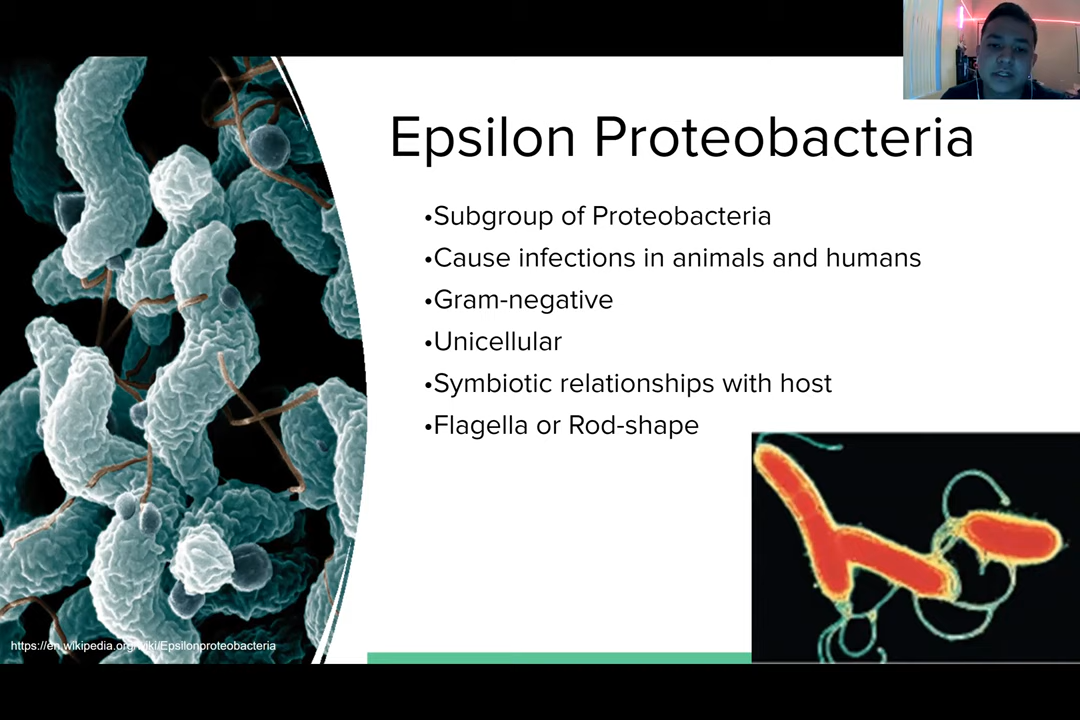 Epsilon Proteobacteria
•Subgroup of Proteobacteria
•Cause infections in animals and humans
•Gram-negative
•Unicellular
•Symbiotic relationships with host
•Flagella or Rod-shape
https://en.wikipedia.org/wiki/Epsilonproteobacteria